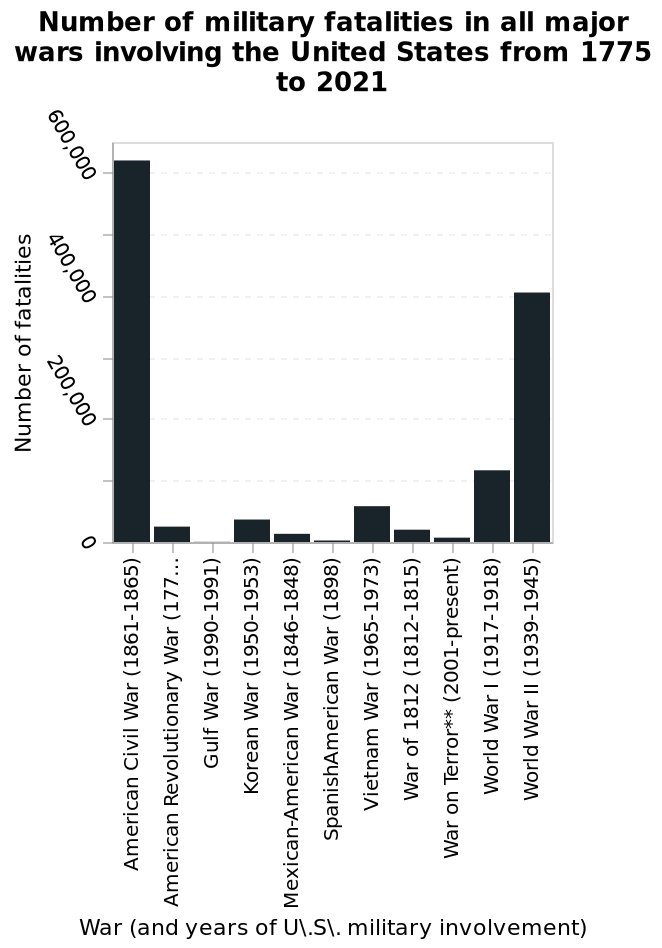 Number of military fatalities in all major
wars involving the United States from 1775
to 2021
Number of fatalities
600,000
400,000
200,000
0
American Civil War (1861-1865)
American Revolutionary War (177...
Gulf War (1990-1991)
Korean War (1950-1953)
Mexican-American War (1846-1848)
SpanishAmerican War (1898)
Vietnam War (1965-1973)
War of 1812 (1812-1815)
War on Terror** (2001-present)
World War I (1917-1918)
World War II (1939-1945)
War (and years of U\.S\. military involvement)